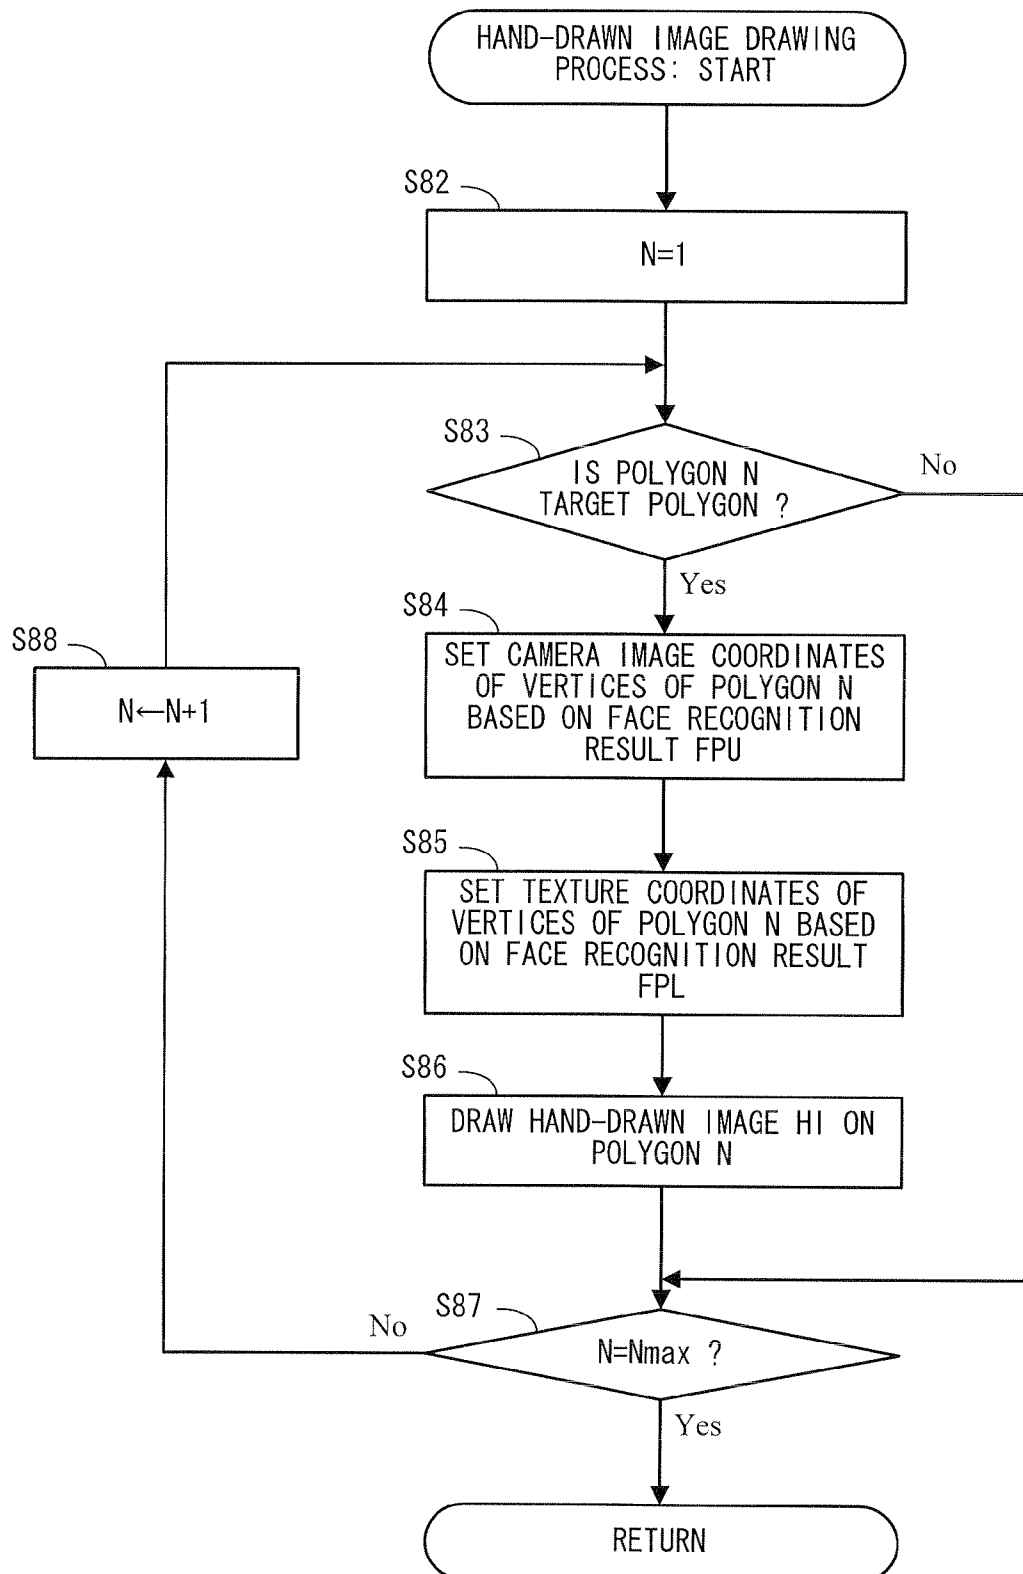 HAND-DRAWN IMAGE DRAWING
PROCESS: START
S82
N=1
S83
IS POLYGON N
TARGET POLYGON ?
No
Yes
S84
SET CAMERA IMAGE COORDINATES
OF VERTICES OF POLYGON N
BASED ON FACE RECOGNITION
RESULT FPU
S88
N←N+1
S85
SET TEXTURE COORDINATES OF
VERTICES OF POLYGON N BASED
ON FACE RECOGNITION RESULT
FPL
S86
DRAW HAND-DRAWN IMAGE HI ON
POLYGON N
S87
No
N=Nmax ?
Yes
RETURN